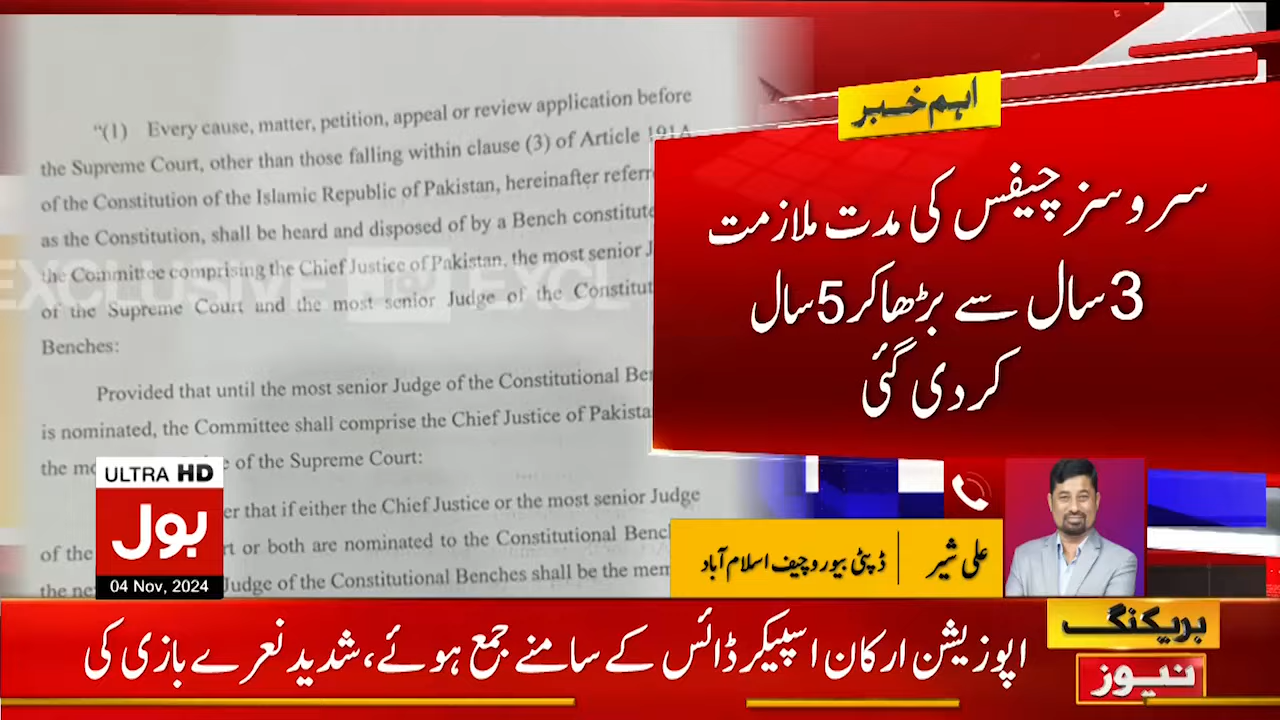 "(1) Every cause, matter, petition, appeal or review application before
the Supreme Court, other than those falling within clause (3) of Article 191A
of the Constitution of the Islamic Republic of Pakistan, hereinafter
as the Constitution, shall be heard and disposed of by a Bench
the Committee comprising the Chief Justice of Pakistan, the most senior
of the Supreme Court and the most senior Judge of the
Benches:
Provided that until the most senior Judge of the Constitutional
is nominated, the Committee shall comprise the Chief Justice of
the of the Supreme Court:
that if either the Chief Justice or the most senior Judge
of the or both are nominated to the Constitutional
the Judge of the Constitutional Benches shall be the
EXCLUSIVE
اہم خبر
سروسز چیفس کی مدت ملازمت
3 سال سے بڑھا کر 5 سال
کر دی گئی
ULTRA HD
بول
04 Nov, 2024
علی شیر
ڈپٹی بیورو چیف اسلام آباد
بریکنگ
نیوز
اپوزیشن ارکان اسپیکر ڈائس کے سامنے جمع ہوئے، شدید نعرے بازی کی